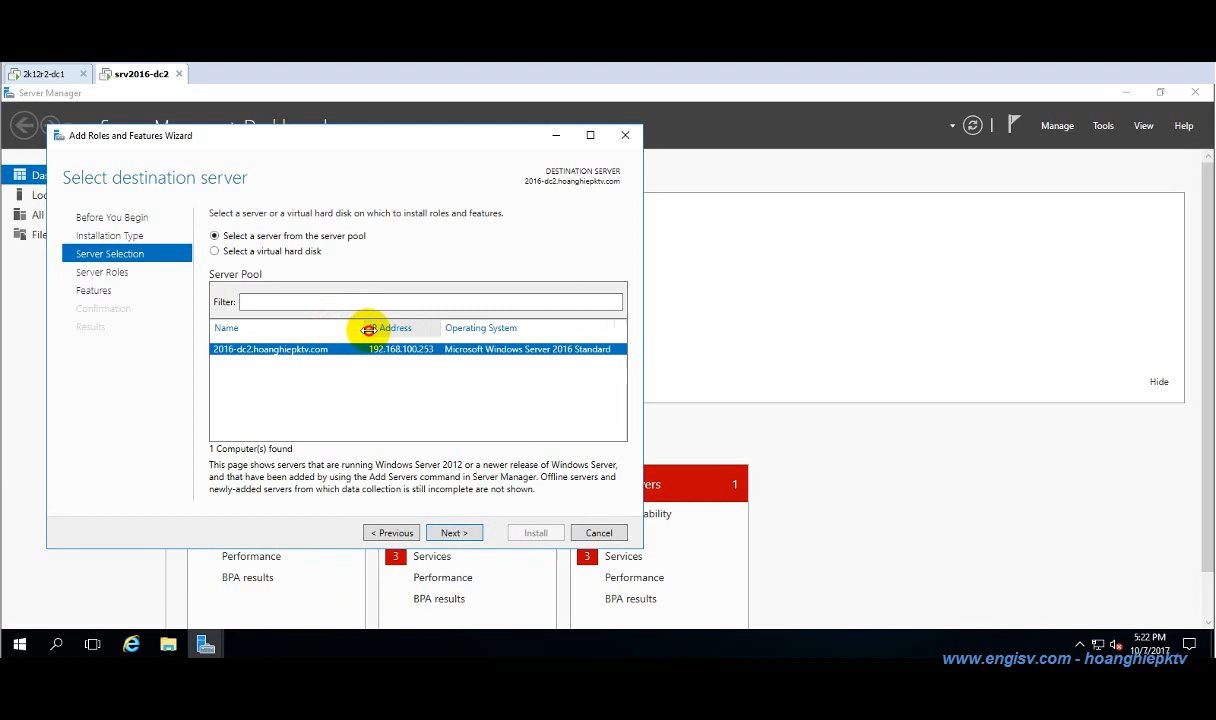 2k12r2-dc1
srv2016-dc2
Server Manager
Manage
Tools
View
Help
Add Roles and Features Wizard
Select destination server
DESTINATION SERVER
2016-dc2.hoanghiepktv.com
Before You Begin
Installation Type
Server Selection
Server Roles
Features
Confirmation
Results
Select a server or a virtual hard disk on which to install roles and features.
Select a server from the server pool
Select a virtual hard disk
Server Pool
Filter:
Name
Address
Operating System
2016-dc2.hoanghiepktv.com
192.168.100.253
Microsoft Windows Server 2016 Standard
1 Computer(s) found
This page shows servers that are running Windows Server 2012 or a newer release of Windows Server,
and that have been added by using the Add Servers command in Server Manager. Offline servers and
newly-added servers from which data collection is still incomplete are not shown.
< Previous
Next >
Install
Cancel
Hide
1
Performance
BPA results
3 Services
Performance
BPA results
3 Services
Performance
BPA results
5:22 PM
10/7/2017
www.engisv.com - hoanghiepktv